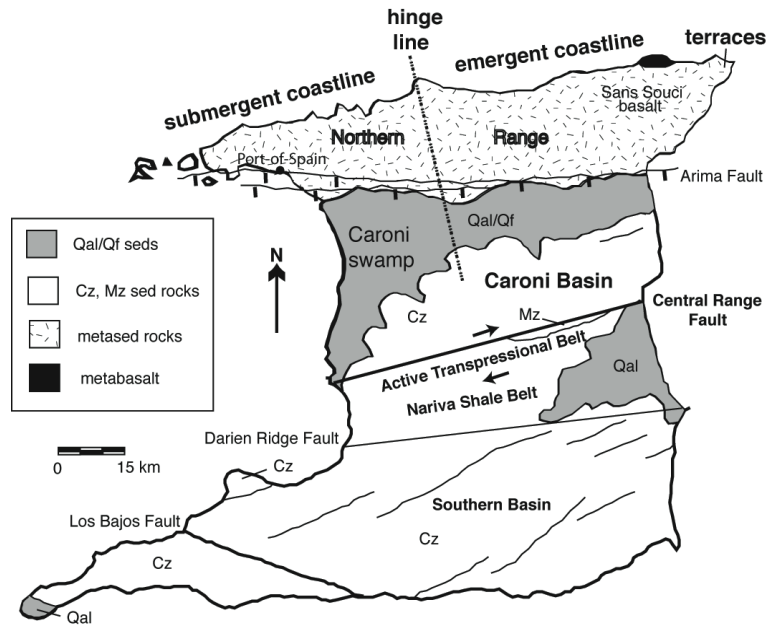 hinge
line
emergent coastline
terraces
submergent coastline
Sans Souci
basalt
Northern Range
Port-of-Spain
Arima Fault
Qal/Qf seds
Cz, Mz sed rocks
metased rocks
metabasalt
N
Caroni
swamp
Qal/Qf
Caroni Basin
Cz
Mz
Central Range
Fault
Active Transpressional Belt
Qal
Nariva Shale Belt
0 15 km
Darien Ridge Fault
Cz
Southern Basin
Los Bajos Fault
Cz
Cz
Qal